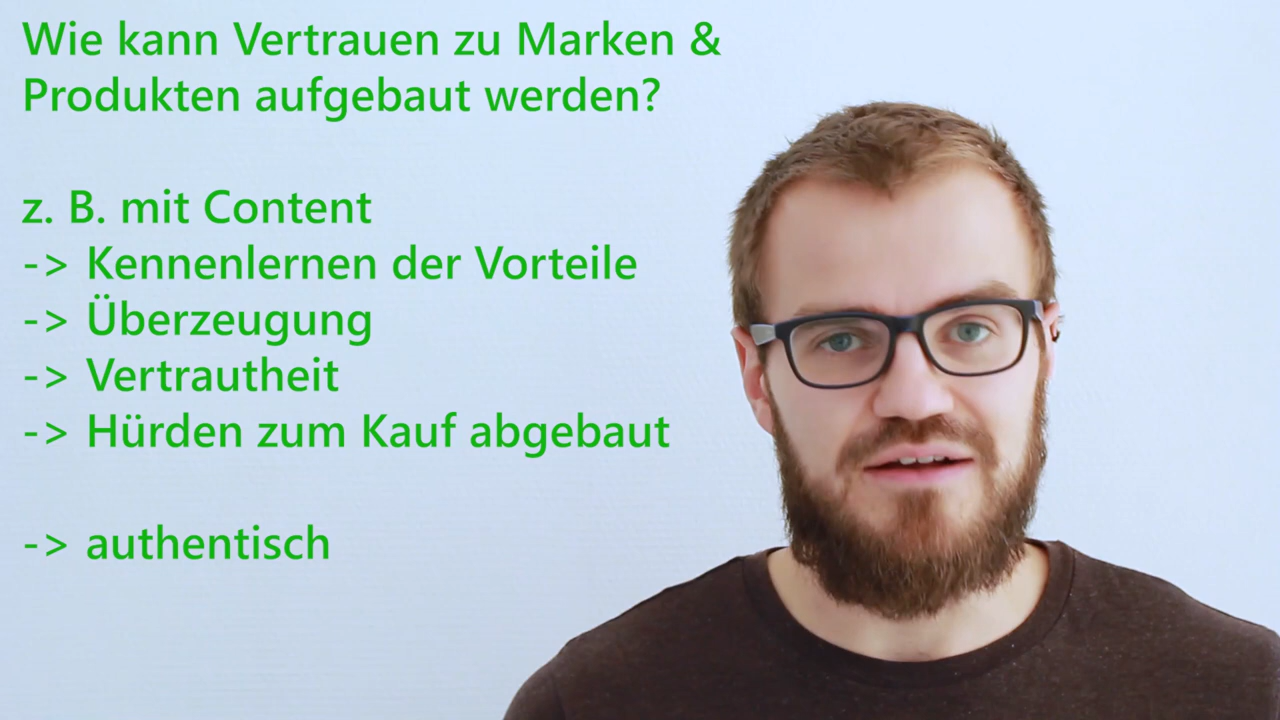 Wie kann Vertrauen zu Marken &
Produkten aufgebaut werden?
z. B. mit Content
-> Kennenlernen der Vorteile
-> Überzeugung
-> Vertrautheit
-> Hürden zum Kauf abgebaut
-> authentisch